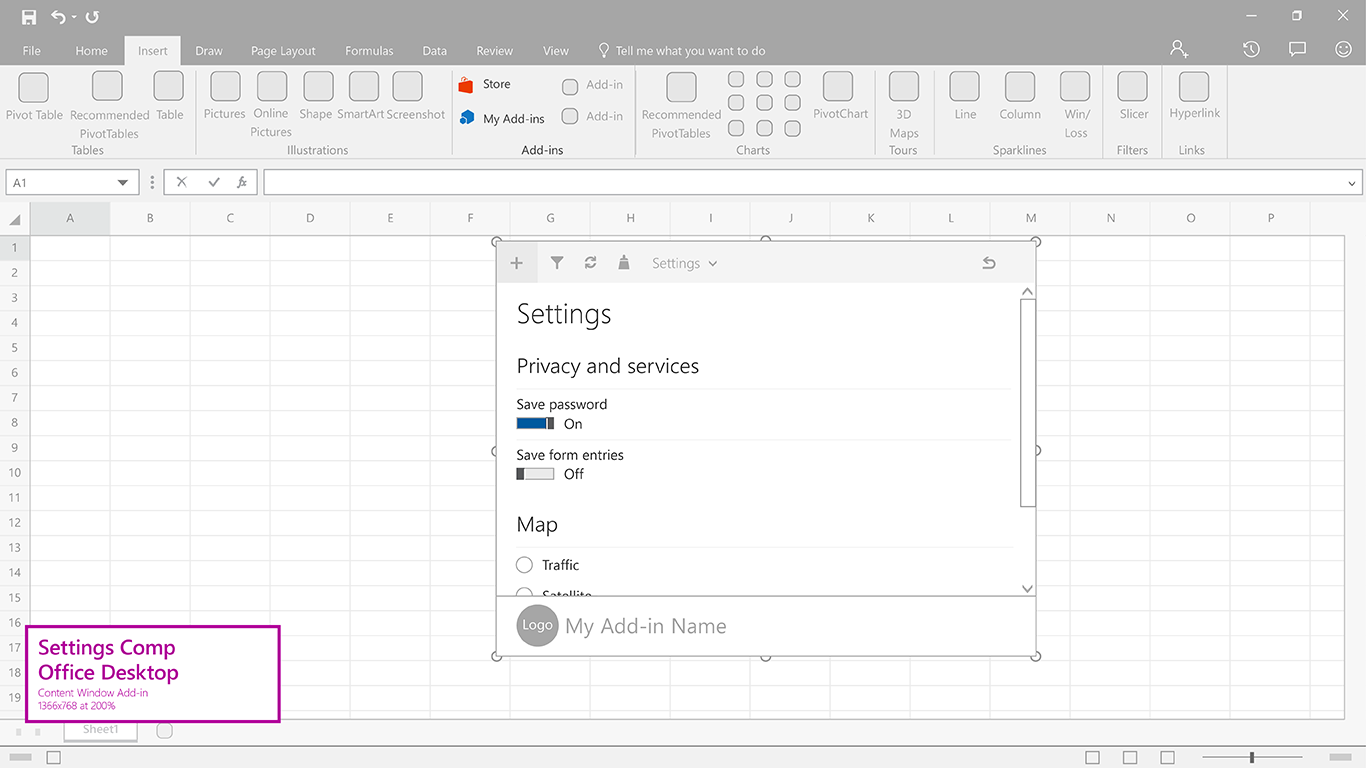 File Home Insert Draw Page Layout Formulas Data Review View Tell me what you want to do
Pivot Table Recommended PivotTables Table
Tables
Pictures Online Pictures Shape SmartArt Screenshot
Illustrations
Store Add-in
My Add-ins Add-in
Add-ins
Recommended PivotTables PivotChart
Charts
3D Maps
Tours
Line Column Win/Loss
Sparklines
Slicer
Filters
Hyperlink
Links
A1 fx
A B C D E F G H I J K L M N O P
1
2
3
4
5
6
7
8
9
10
11
12
13
14
15
16
17
18
19
Settings
Settings
Privacy and services
Save password
On
Save form entries
Off
Map
Traffic
Satellite
Logo My Add-in Name
Settings Comp
Office Desktop
Content Window Add-in
1366x768 at 200%
Sheet1